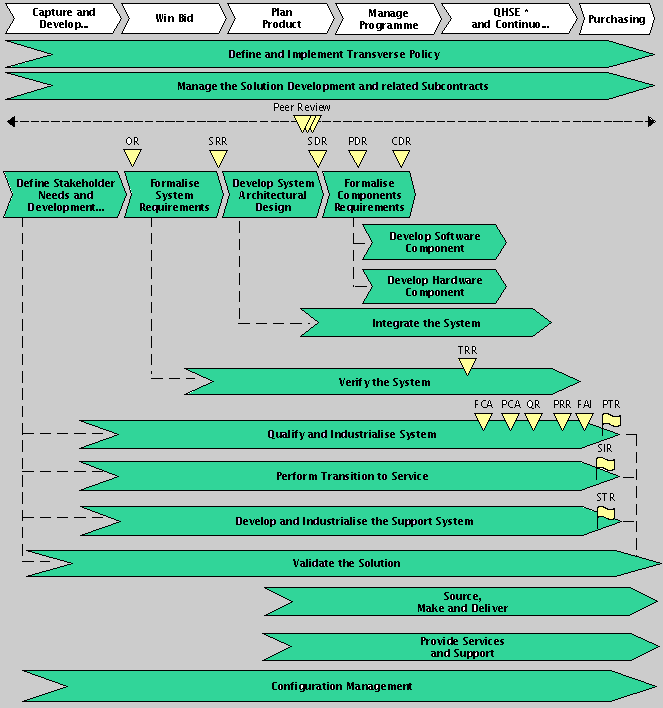 Capture and
Develop...
Win Bid
Plan
Product
Manage
Programme
QHSE ^
and Continuo...
Purchasing
Define and Implement Transverse Policy
Manage the Solution Development and related Subcontracts
Peer Review
OR
SRR
SDR
PDR
CDR
Define Stakeholder
Needs and
Development...
Formalise
System
Requirements
Develop System
Architectural
Design
Formalise
Components
Requirements
Develop Software
Component
Develop Hardware
Component
Integrate the System
TRR
Verify the System
FCA
PCA
QR
PRR
FAI
PTR
Qualify and Industrialise System
SIR
Perform Transition to Service
STR
Develop and Industrialise the Support System
Validate the Solution
Source,
Make and Deliver
Provide Services
and Support
Configuration Management